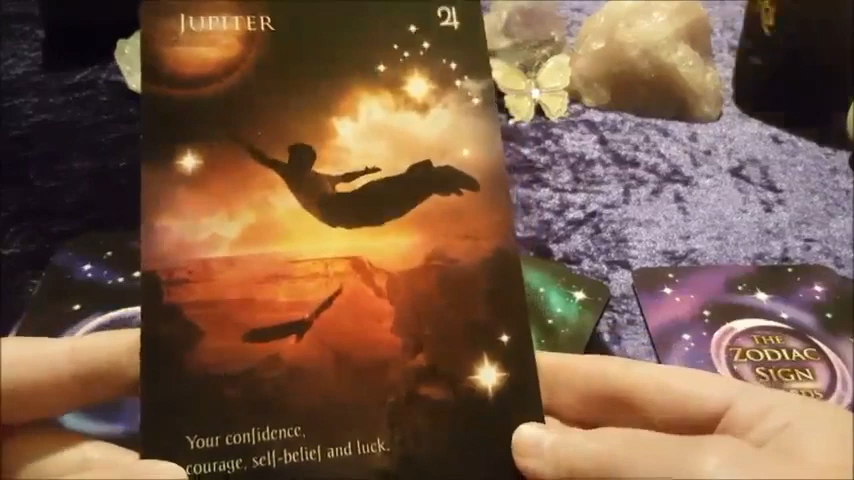 JUPITER ♃
Your confidence,
courage, self-belief and luck.
THE
ZODIAC
SIGN